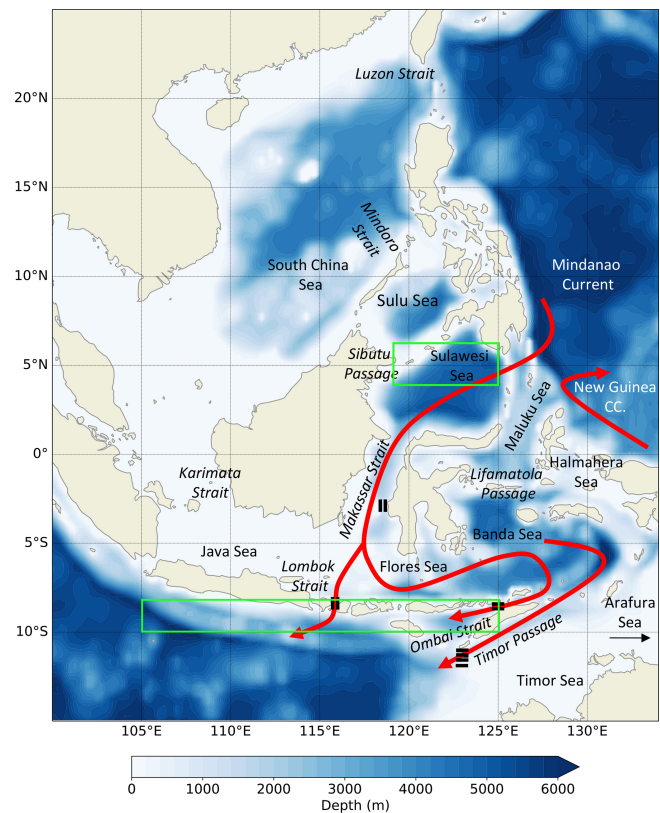 Luzon Strait
20°N
15°N
Mindoro
Strait
10°N
South China
Sea
Mindanao
Current
Sulu Sea
5°N
Sibutu
Passage
Sulawesi
Sea
New Guinea
CC.
Maluku Sea
0°
Makassar Strait
Karimata
Strait
Lifamatola
Passage
Halmahera
Sea
5°S
Java Sea
Banda Sea
Lombok
Strait
Flores Sea
10°S
Ombai Strait
Timor Passage
Arafura
Sea
Timor Sea
105°E
110°E
115°E
120°E
125°E
130°E
0
1000
2000
3000
4000
5000
6000
Depth (m)